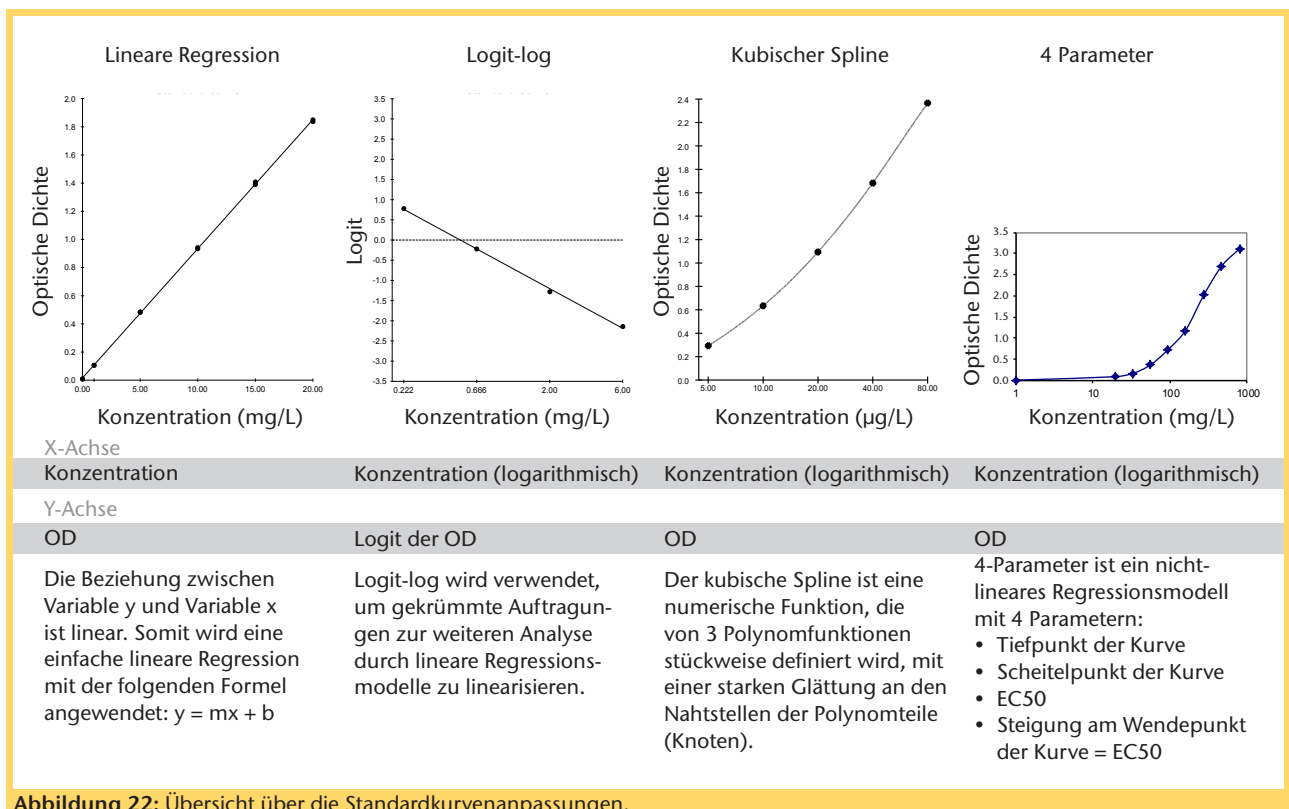 Lineare Regression
Logit-log
Kubischer Spline
4 Parameter
Optische Dichte
2.0
1.8
1.6
1.4
1.2
1.0
0.8
0.6
0.4
0.2
0.0
0.00
5.00
10.00
15.00
20.00
Konzentration (mg/L)
Logit
3.5
3.0
2.5
2.0
1.5
1.0
0.5
0.0
-0.5
-1.0
-1.5
-2.0
-2.5
-3.0
-3.5
0.222
0.666
2.00
6.00
Konzentration (mg/L)
Optische Dichte
2.4
2.2
2.0
1.8
1.6
1.4
1.2
1.0
0.8
0.6
0.4
0.2
0.0
5.00
10.00
20.00
40.00
80.00
Konzentration (µg/L)
Optische Dichte
3.5
3.0
2.5
2.0
1.5
1.0
0.5
0.0
1
10
100
1000
Konzentration (mg/L)
X-Achse
Konzentration
Konzentration (logarithmisch)
Konzentration (logarithmisch)
Konzentration (logarithmisch)
Y-Achse
OD
Logit der OD
OD
OD
Die Beziehung zwischen
Variable y und Variable x
ist linear. Somit wird eine
einfache lineare Regression
mit der folgenden Formel
angewendet: y = mx + b
Logit-log wird verwendet,
um gekrümmte Auftragun-
gen zur weiteren Analyse
durch lineare Regressions-
modelle zu linearisieren.
Der kubische Spline ist eine
numerische Funktion, die
von 3 Polynomfunktionen
stückweise definiert wird, mit
einer starken Glättung an den
Nahtstellen der Polynomteile
(Knoten).
4-Parameter ist ein nicht-
lineares Regressionsmodell
mit 4 Parametern:
• Tiefpunkt der Kurve
• Scheitelpunkt der Kurve
• EC50
• Steigung am Wendepunkt
der Kurve = EC50
Abbildung 22: Übersicht über die Standardkurvenanpassungen.